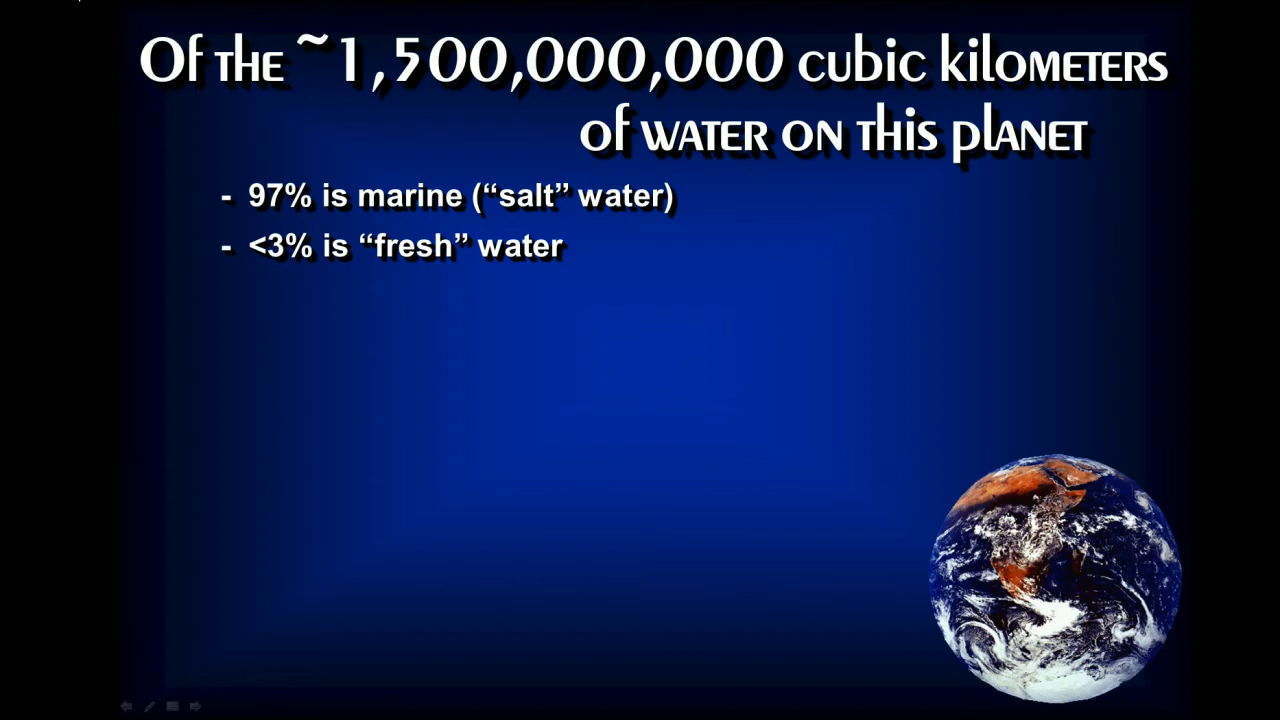 Of the ~1,500,000,000 cubic kilometers
of water on this planet
- 97% is marine (“salt” water)
- <3% is “fresh” water